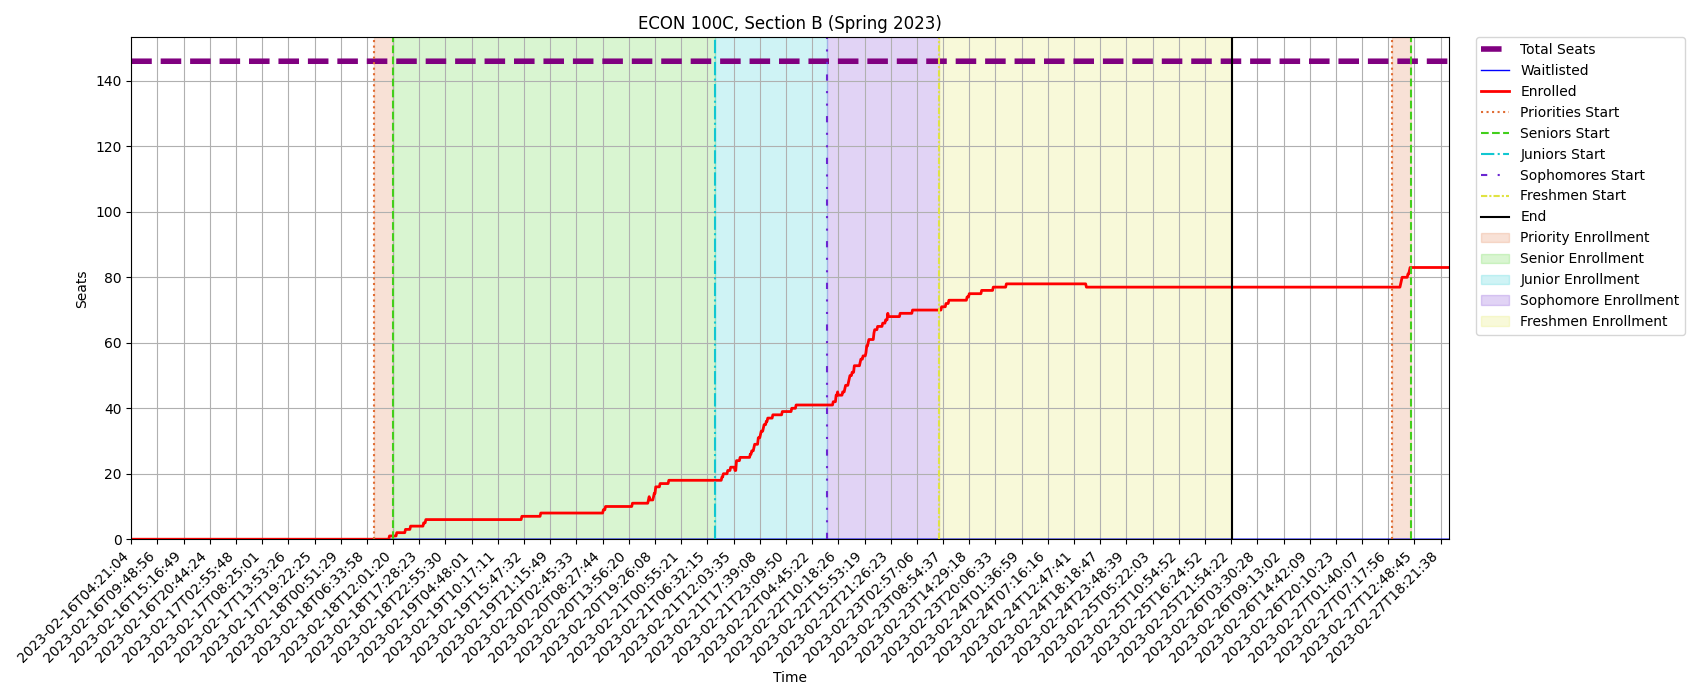 ECON 100C, Section B (Spring 2023)
Seats
140
120
100
80
60
40
20
0
2023-02-16T04:21:04
2023-02-16T09:48:56
2023-02-16T15:16:49
2023-02-16T20:44:24
2023-02-17T02:55:48
2023-02-17T08:25:01
2023-02-17T13:53:26
2023-02-17T19:22:25
2023-02-18T00:51:29
2023-02-18T06:33:58
2023-02-18T12:01:20
2023-02-18T17:28:23
2023-02-18T22:55:30
2023-02-19T04:48:01
2023-02-19T10:17:11
2023-02-19T15:47:32
2023-02-19T21:15:49
2023-02-20T02:45:33
2023-02-20T08:27:44
2023-02-20T13:56:20
2023-02-20T19:26:08
2023-02-21T00:55:21
2023-02-21T06:32:15
2023-02-21T12:03:35
2023-02-21T17:39:08
2023-02-21T23:09:50
2023-02-22T04:45:22
2023-02-22T10:18:26
2023-02-22T15:53:19
2023-02-22T21:26:23
2023-02-23T02:57:06
2023-02-23T08:54:37
2023-02-23T14:29:18
2023-02-23T20:06:33
2023-02-24T01:36:59
2023-02-24T07:16:16
2023-02-24T12:47:41
2023-02-24T18:18:47
2023-02-24T23:48:39
2023-02-25T05:22:03
2023-02-25T10:54:52
2023-02-25T16:24:52
2023-02-25T21:54:22
2023-02-26T03:30:28
2023-02-26T09:13:02
2023-02-26T14:42:09
2023-02-26T20:10:23
2023-02-27T01:40:07
2023-02-27T07:17:56
2023-02-27T12:48:45
2023-02-27T18:21:38
Time
Total Seats
Waitlisted
Enrolled
Priorities Start
Seniors Start
Juniors Start
Sophomores Start
Freshmen Start
End
Priority Enrollment
Senior Enrollment
Junior Enrollment
Sophomore Enrollment
Freshmen Enrollment